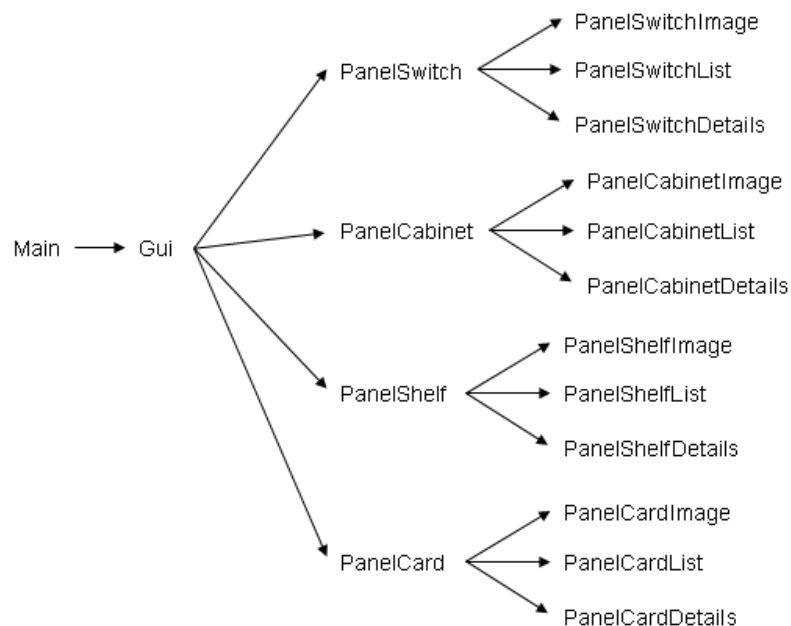 Main
Gui
PanelSwitch
PanelSwitchImage
PanelSwitchList
PanelSwitchDetails
PanelCabinet
PanelCabinetImage
PanelCabinetList
PanelCabinetDetails
PanelShelf
PanelShelfImage
PanelShelfList
PanelShelfDetails
PanelCard
PanelCardImage
PanelCardList
PanelCardDetails